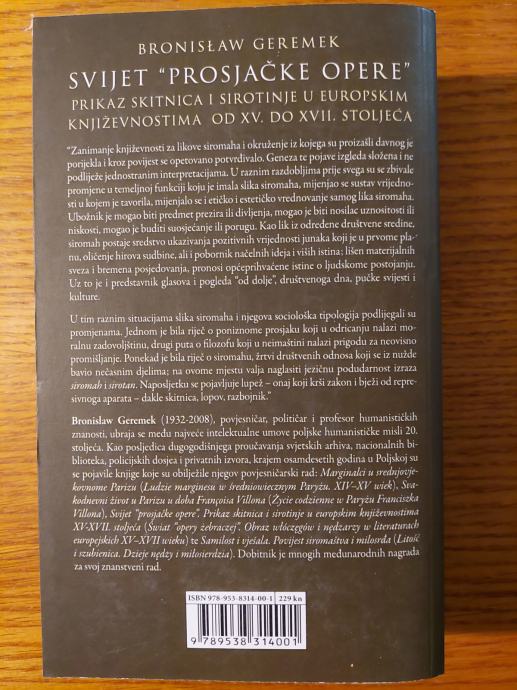 BRONISŁAW GEREMEK
SVIJET “PROSJAČKE OPERE”
PRIKAZ SKITNICA I SIROTINJE U EUROPSKIM
KNJIŽEVNOSTIMA OD XV. DO XVII. STOLJEĆA
“Zanimanje književnosti za likove siromaha i okruženje iz kojega su proizašli davnog je
porijekla i kroz povijest se opetovano potvrđivalo. Geneza te pojave izgleda složena i ne
podliježe jednostranim interpretacijama. U raznim razdobljima prije svega su se zbivale
promjene u temeljnoj funkciji koju je imala slika siromaha, mijenjao se sustav vrijednosti
u kojem je tavorila, mijenjalo se i etičko i estetičko vrednovanje samog lika siromaha.
Ubožnik je mogao biti predmet prezira ili divljenja, mogao je biti nositelj uznositosti ili
niskosti, mogao je buditi suosjećanje ili porugu. Kao lik iz određene društvene sredine,
siromah postaje sredstvo ukazivanja pozitivnih vrijednosti junaka koji je u prvome pla-
nu, oličenje hirova sudbine, ali i pobornik načelnih ideja i viših istina; lišen materijalnih
sveza i bremena posjedovanja, pronosi općeprihvaćene istine o ljudskome postojanju.
Uz to je i predstavnik glasova i pogleda “od dolje”, društvenoga dna, pučke svijesti i
kulture.
U tim raznim situacijama slika siromaha i njegova sociološka tipologija podlijegali su
promjenama. Jednom je bila riječ o poniznome prosjaku koji u odricanju nalazi mo-
ralnu zadovoljštinu, drugi puta o filozofu koji u neimaštini nalazi prigodu za neovisno
promišljanje. Ponekad je bila riječ o siromahu, žrtvi društvenih odnosa koji se iz nužde
bavio nečasnim djelima; na ovome mjestu valja naglasiti jezičnu podudarnost izraza
siromah i sirotan. Naposljetku se pojavljuje lupež – onaj koji krši zakon i bježi od repre-
sivnoga aparata – dakle skitnica, lopov, razbojnik.”
Bronisław Geremek (1932-2008), povjesničar, političar i profesor humanističkih
znanosti, ubraja se među najveće intelektualne umove poljske humanističke misli 20.
stoljeća. Kao posljedica dugogodišnjega proučavanja svjetskih arhiva, nacionalnih bi-
blioteka, policijskih dosjea i privatnih izvora, krajem osamdesetih godina u Poljskoj su
se pojavile knjige koje su obilježile njegov povjesničarski rad: Marginalci u srednjovje-
kovnome Parizu (Ludzie marginesu w średniowiecznym Paryżu. XIV–XV wiek), Sva-
kodnevni život u Parizu u doba Françoisa Villona (Życie codzienne w Paryżu Franciszka
Villona), Svijet “prosjačke opere”. Prikaz skitnica i sirotinje u europskim književnostima
XV-XVII. stoljeća (Świat “opery żebraczej”. Obraz włóczęgów i nędzarzy w literaturach
europejskich XV–XVII wieku) te Samilost i vješala. Povijest siromaštva i milosrđa (Litość
i szubienica. Dzieje nędzy i miłosierdzia). Dobitnik je mnogih međunarodnih nagrada
za svoj znanstveni rad.
ISBN 978-953-8314-00-1 229 kn
9 789538 314001